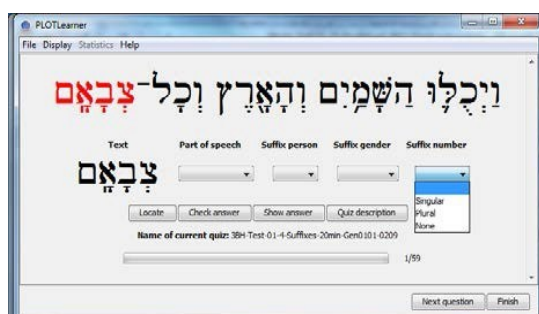 PLOTLearner
File Display Statistics Help
וַיְכֻלּ֛וּ הַשָּׁמַ֥יִם וְהָאָ֖רֶץ וְכָל־צְבָאָֽם
Text Part of speech Suffix person Suffix gender Suffix number
צְבָאָֽם
Singular
Plural
None
Locate Check answer Show answer Quiz description
Name of current quiz: 3BH-Test-01-4-Suffixes-20min-Gen0101-0209
1/59
Next question Finish